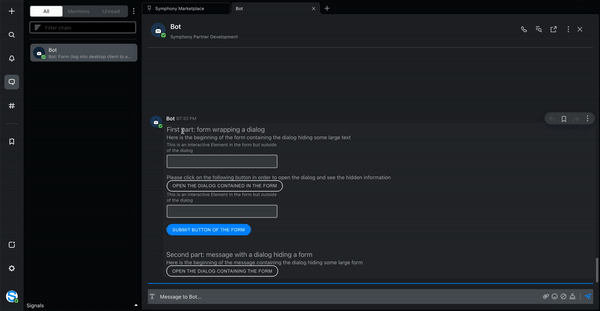 All
Mentions
Unread
Symphony Marketplace
Bot
Filter chats
Bot
Bot: Form (log into desktop client to a...
Bot
Symphony Partner Development
Bot 07:33 PM
First part: form wrapping a dialog
Here is the beginning of the form containing the dialog hiding some large text
This is an interactive Element in the form but outside
of the dialog
Please click on the following button in order to open the dialog and see the hidden information
OPEN THE DIALOG CONTAINED IN THE FORM
This is an interactive Element in the form but outside
of the dialog
SUBMIT BUTTON OF THE FORM
Second part: message with a dialog hiding a form
Here is the beginning of the message containing the dialog hiding some large form
OPEN THE DIALOG CONTAINING THE FORM
Message to Bot...
Signals